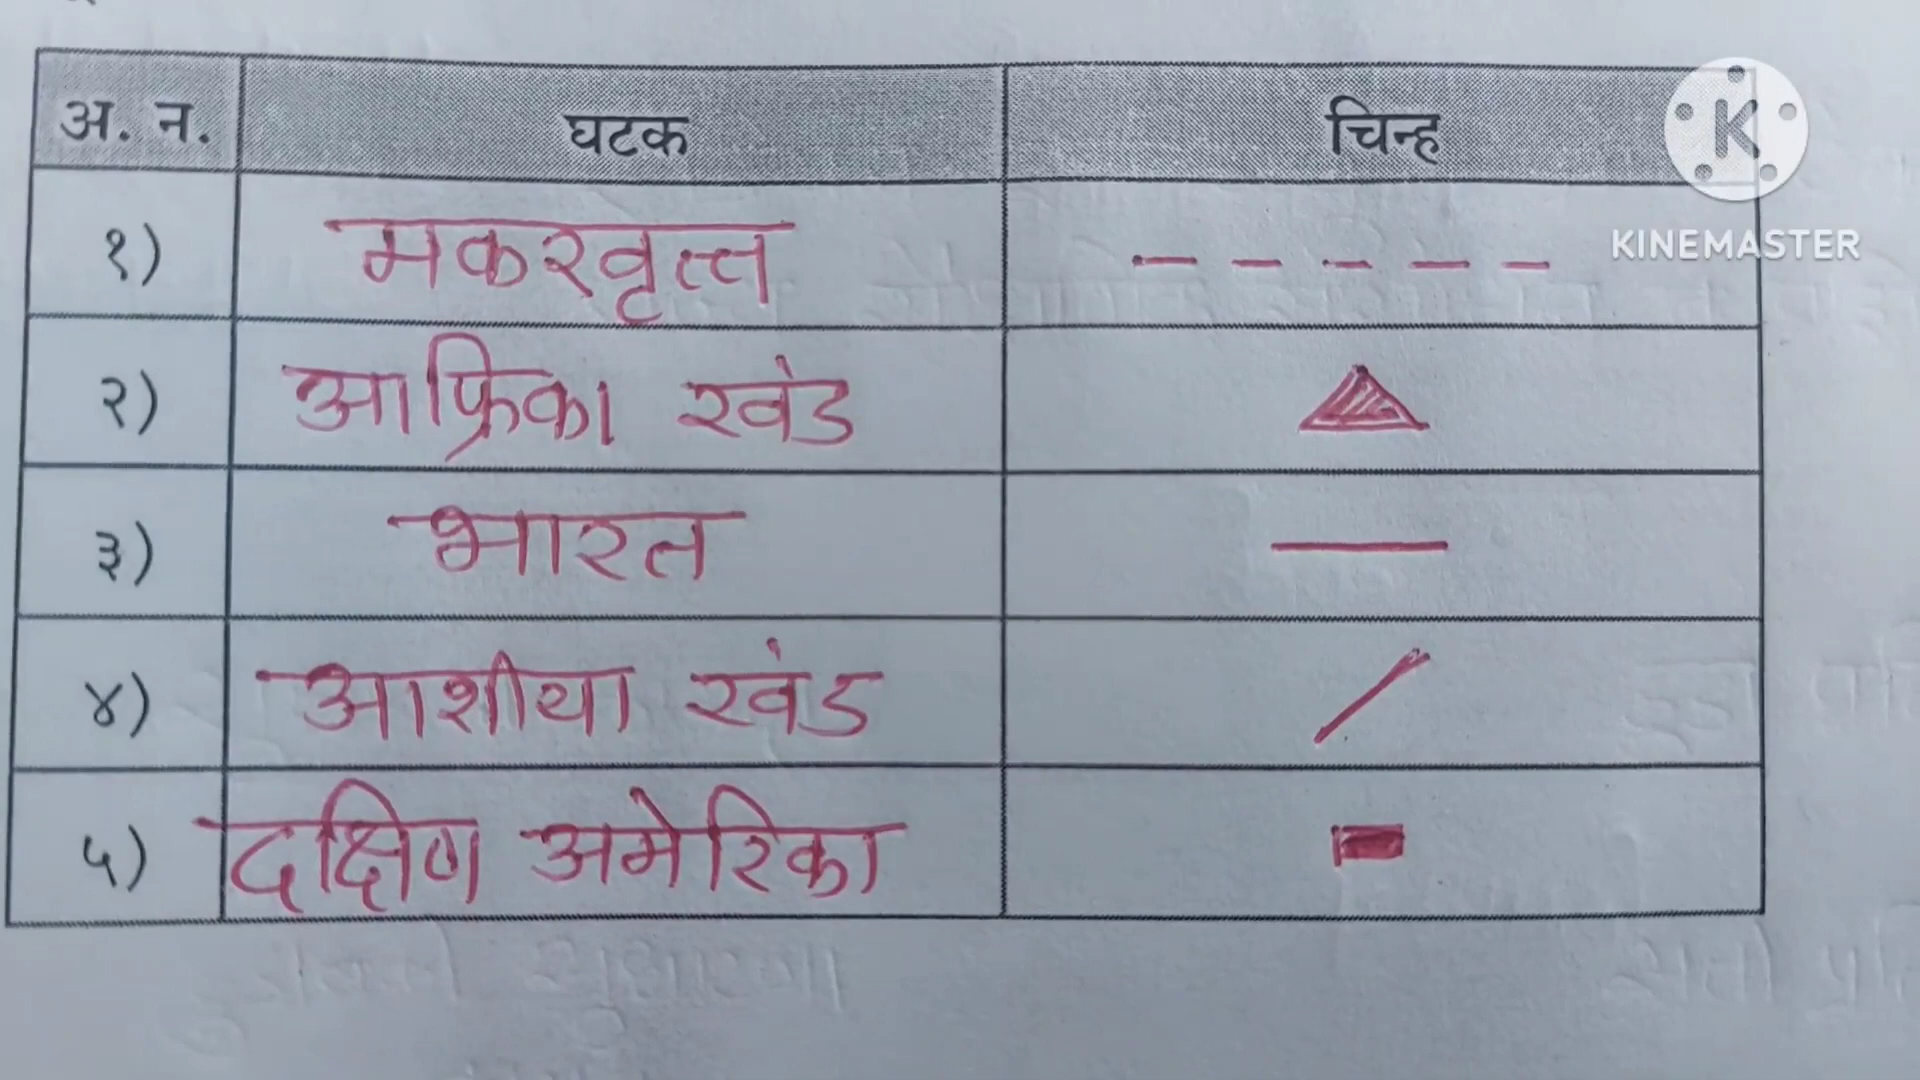 अ. न. घटक चिन्ह
१) मकरवृत्त
२) आफ्रिका खंड
३) भारत
४) आशीया खंड
५) दक्षिण अमेरिका
K
KINEMASTER